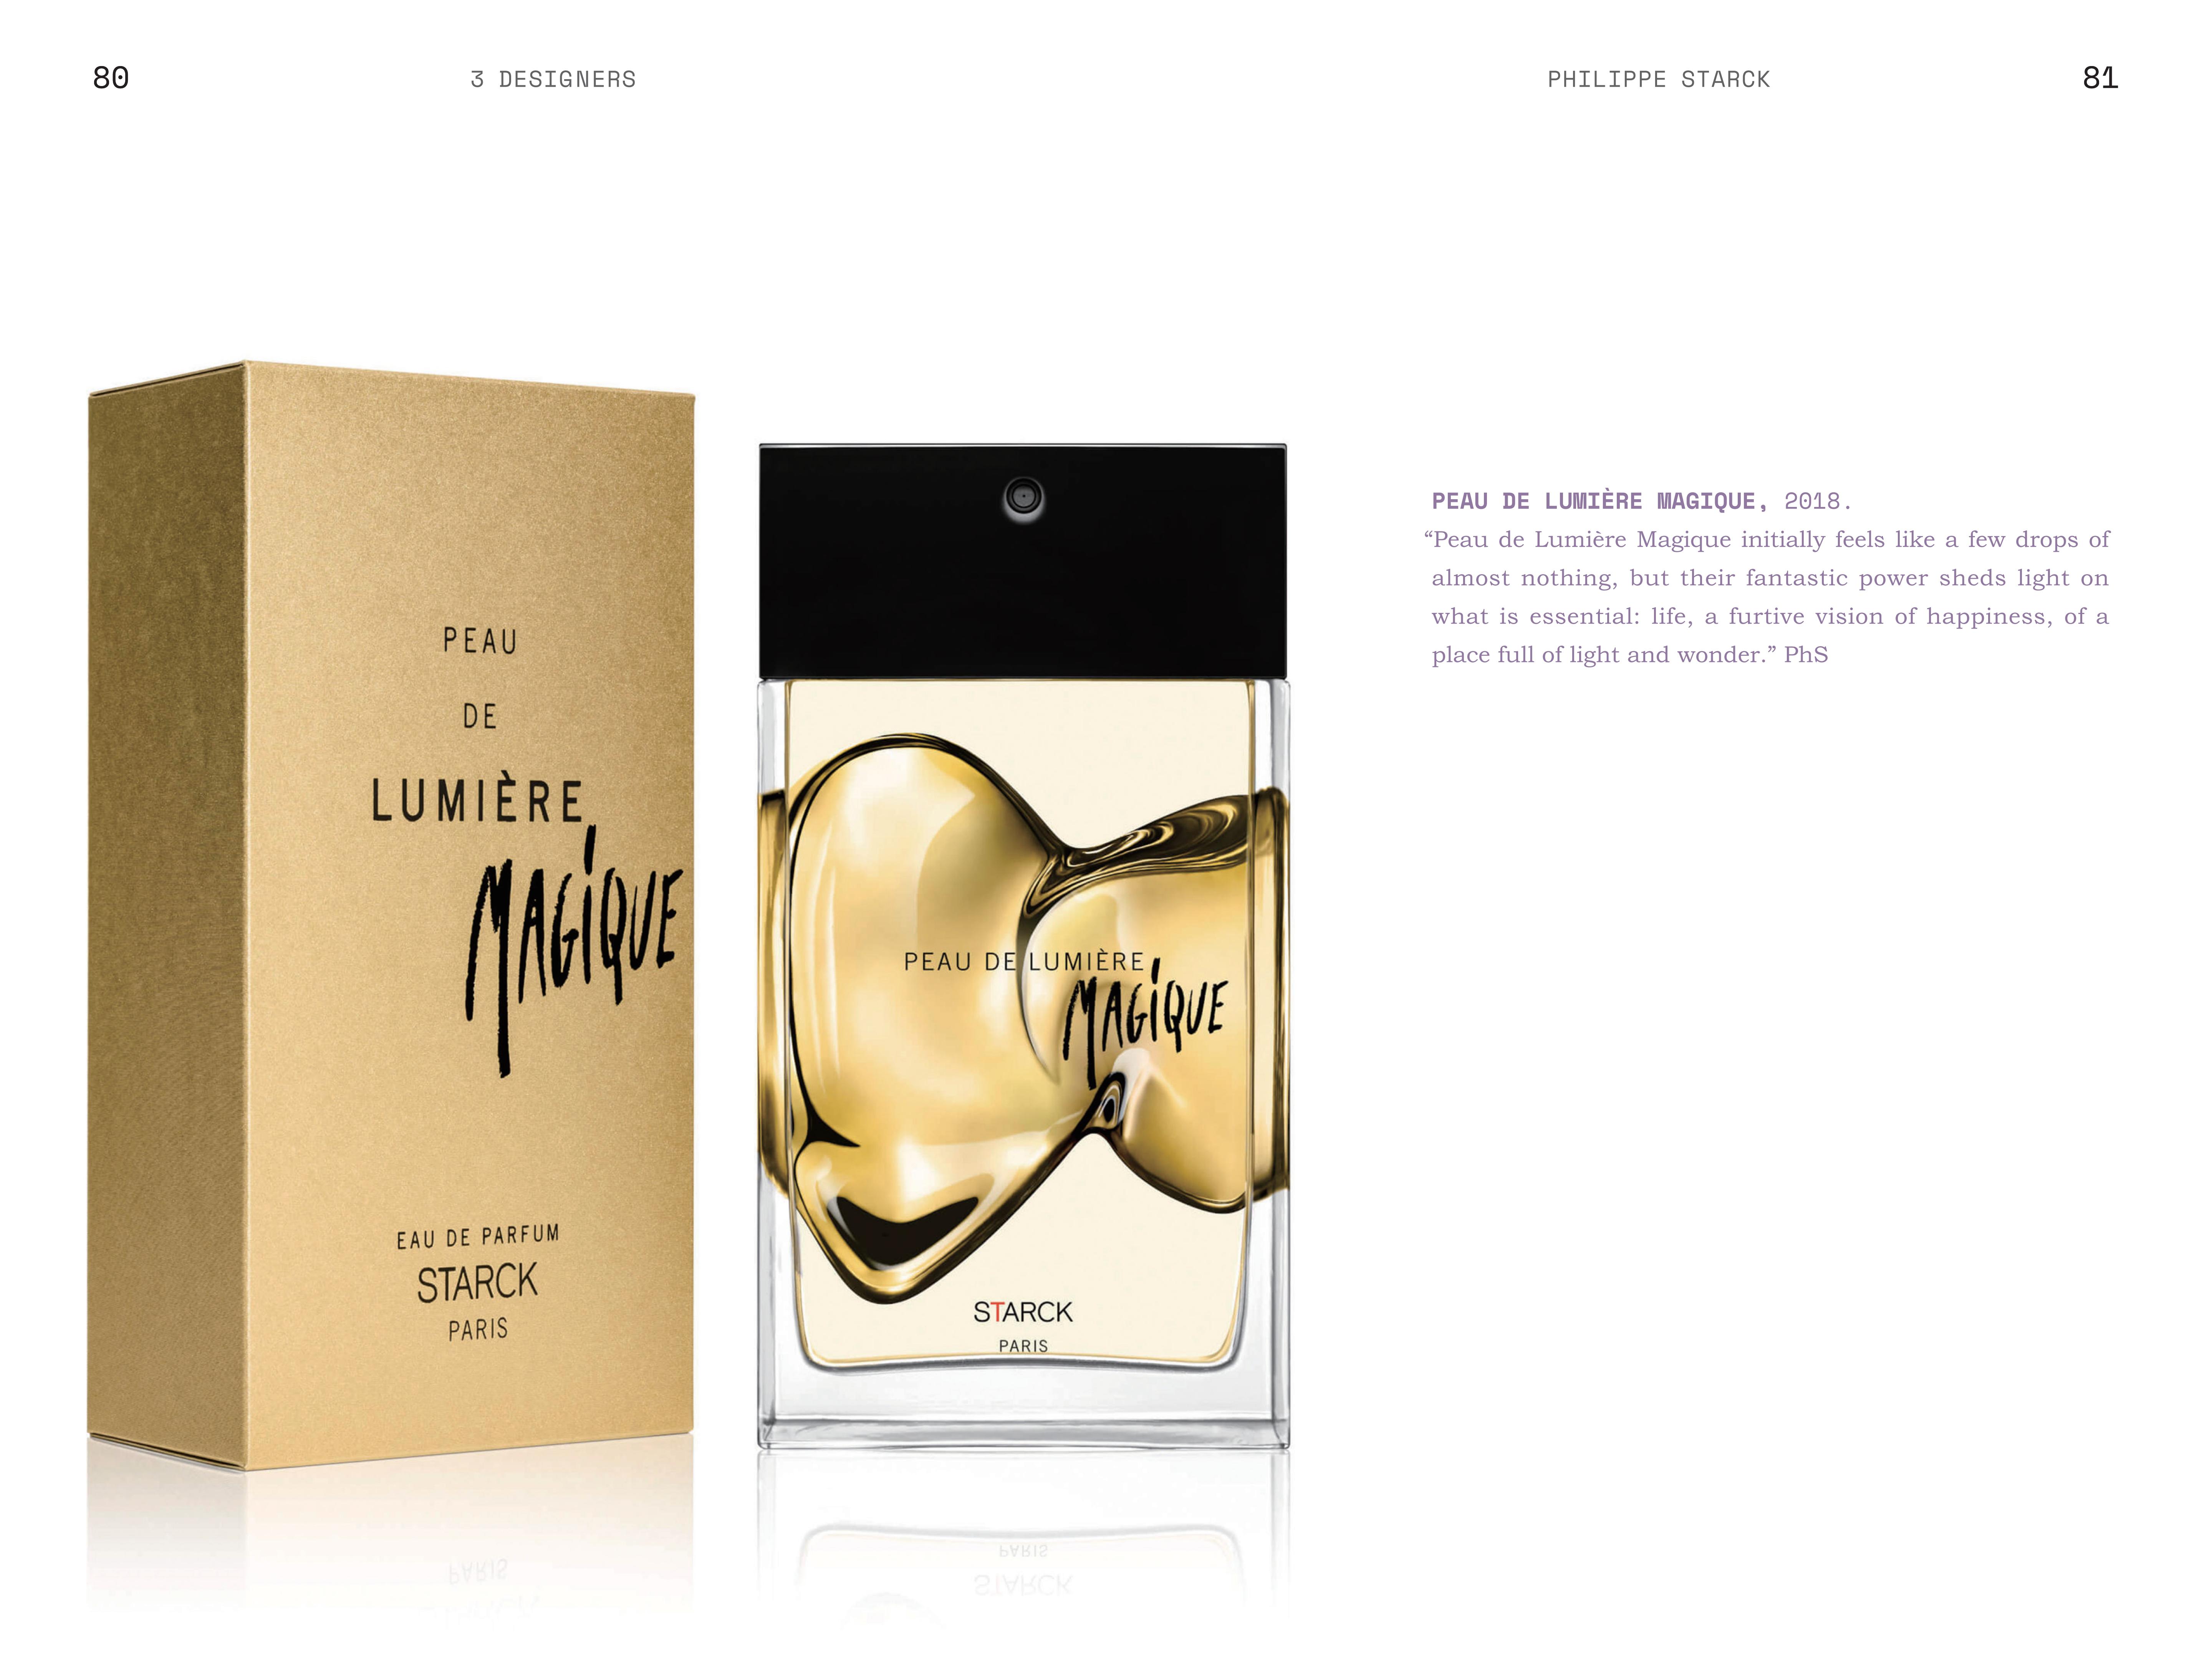 80
3 DESIGNERS
PHILIPPE STARCK
81
PEAU
DE
LUMIÈRE
MAGIQUE
EAU DE PARFUM
STARCK
PARIS
PEAU DE LUMIÈRE
MAGIQUE
STARCK
PARIS
PEAU DE LUMIÈRE MAGIQUE, 2018.
“Peau de Lumière Magique initially feels like a few drops of
almost nothing, but their fantastic power sheds light on
what is essential: life, a furtive vision of happiness, of a
place full of light and wonder.” PhS
PARIS
PARIS
STARCK